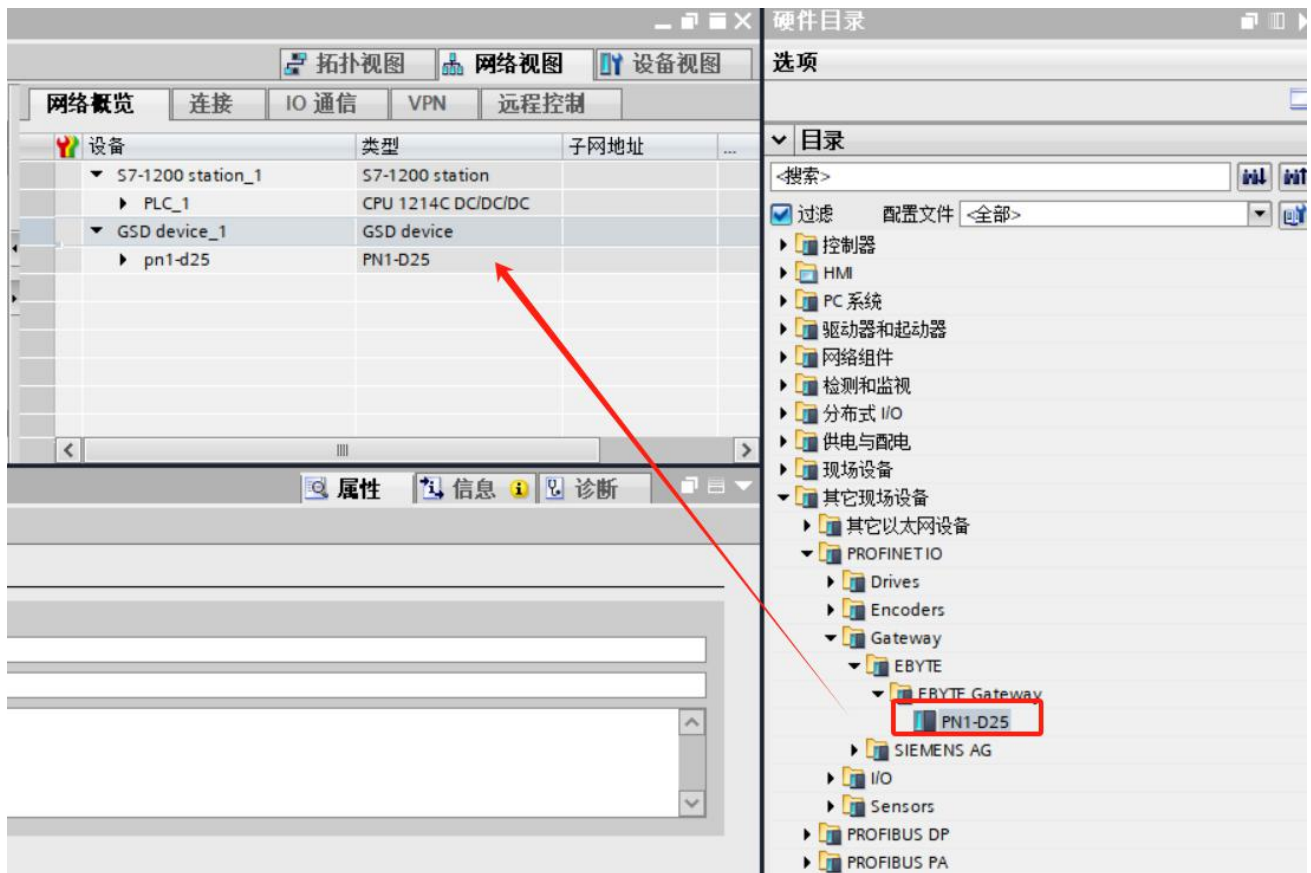 硬件目录
选项
拓扑视图 网络视图 设备视图
网络概览 连接 IO 通信 VPN 远程控制
设备 类型 子网地址 ...
S7-1200 station_1 S7-1200 station
PLC_1 CPU 1214C DC/DC/DC
GSD device_1 GSD device
pn1-d25 PN1-D25
属性 信息 诊断
目录
<搜索>
过滤 配置文件 <全部>
控制器
HMI
PC 系统
驱动器和起动器
网络组件
检测和监视
分布式 I/O
供电与配电
现场设备
其它现场设备
其它以太网设备
PROFINET IO
Drives
Encoders
Gateway
EBYTE
EBYTE Gateway
PN1-D25
SIEMENS AG
I/O
Sensors
PROFIBUS DP
PROFIBUS PA